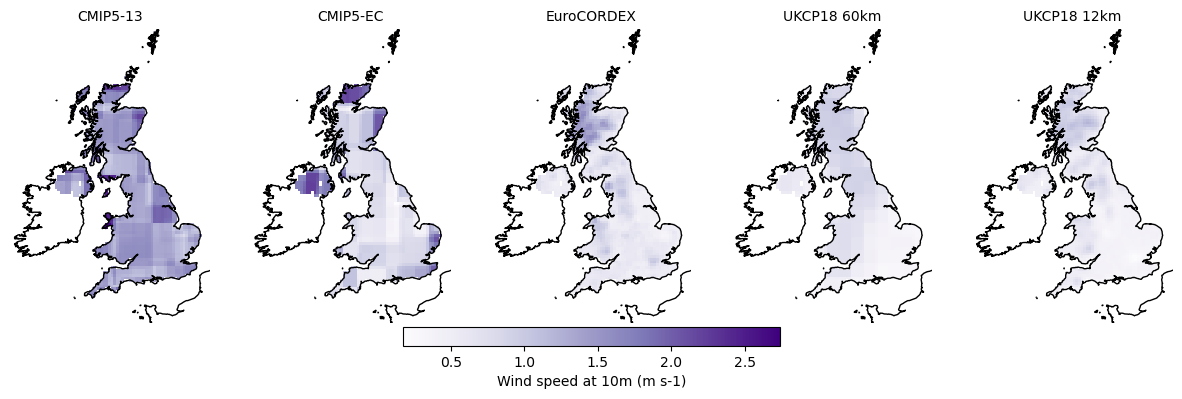 CMIP5-13
CMIP5-EC
EuroCORDEX
UKCP18 60km
UKCP18 12km
0.5
1.0
1.5
2.0
2.5
Wind speed at 10m (m s-1)